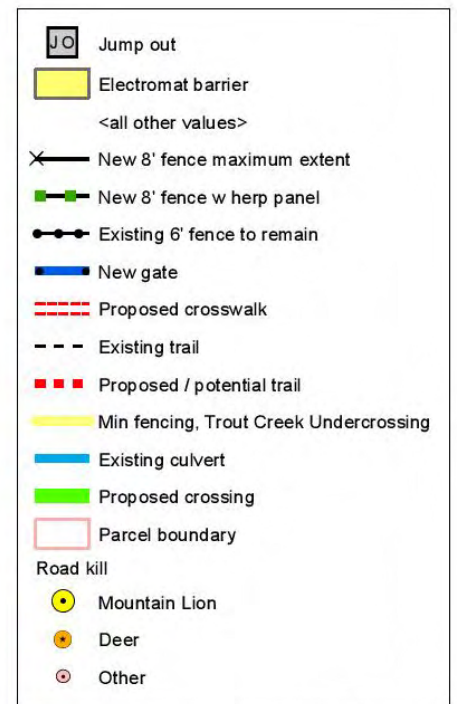 JO Jump out
Electromat barrier
<all other values>
New 8' fence maximum extent
New 8' fence w herp panel
Existing 6' fence to remain
New gate
Proposed crosswalk
Existing trail
Proposed / potential trail
Min fencing, Trout Creek Undercrossing
Existing culvert
Proposed crossing
Parcel boundary
Road kill
Mountain Lion
Deer
Other